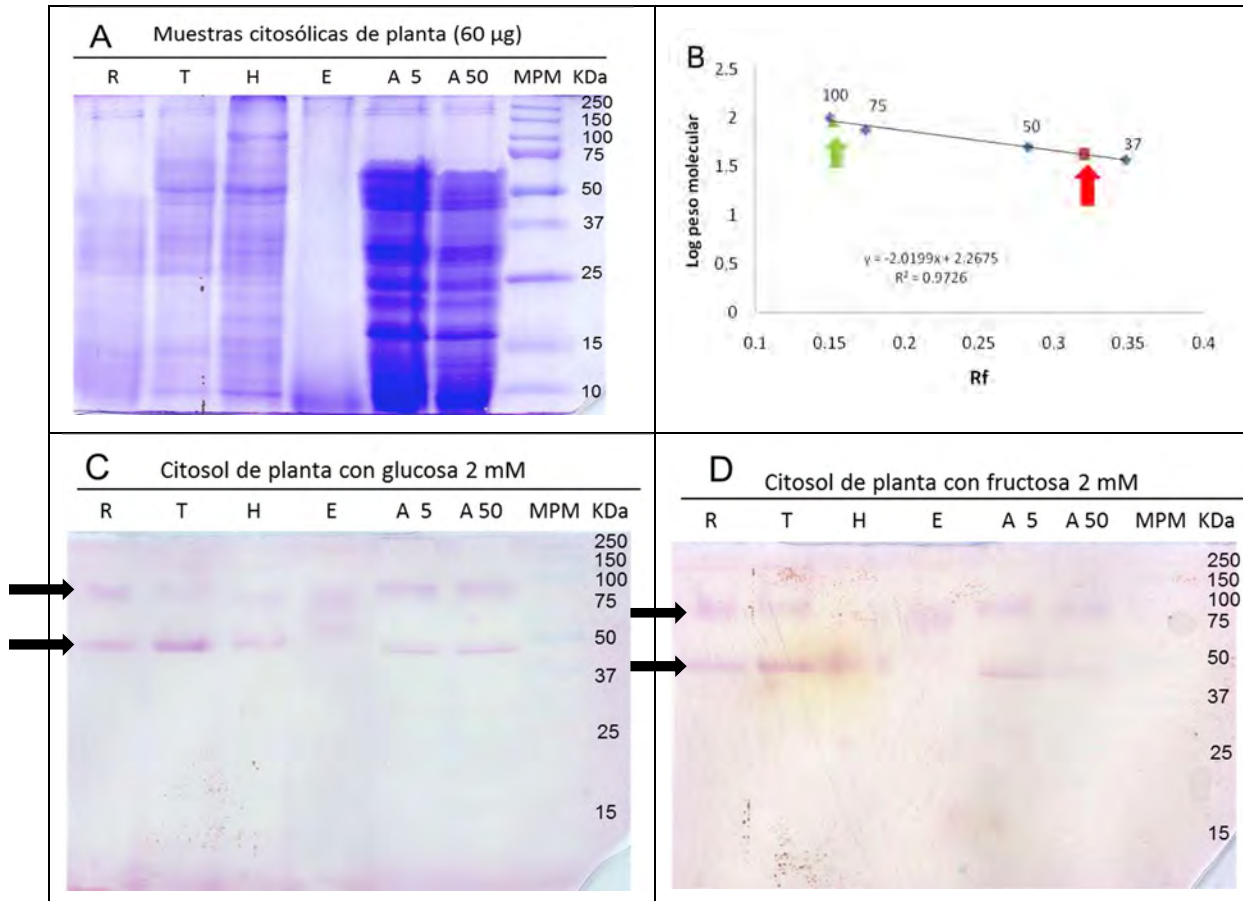 A Muestras citosólicas de planta (60 µg)
R T H E A 5 A 50 MPM KDa
250
150
100
75
50
37
25
15
10
B
2.5
2
1.5
1
0.5
0
100
75
50
37
y = -2.0199x + 2.2675
R² = 0.9726
0.1 0.15 0.2 0.25 0.3 0.35 0.4
Log peso molecular
Rf
C Citosol de planta con glucosa 2 mM
R T H E A 5 A 50 MPM KDa
250
150
100
75
50
37
25
15
D Citosol de planta con fructosa 2 mM
R T H E A 5 A 50 MPM KDa
250
150
100
75
50
37
25
15